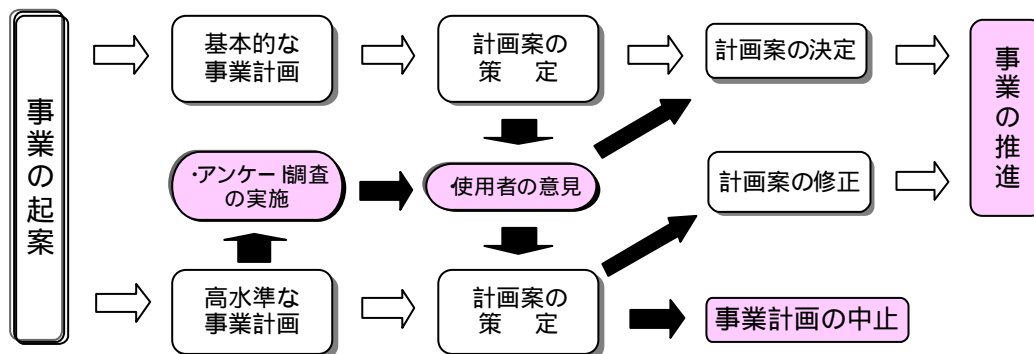 事業の起案
基本的な
事業計画
計画案の
策　定
計画案の決定
事業の推進
・アンケート調査
の実施
・使用者の意見
計画案の修正
高水準な
事業計画
計画案の
策　定
事業計画の中止